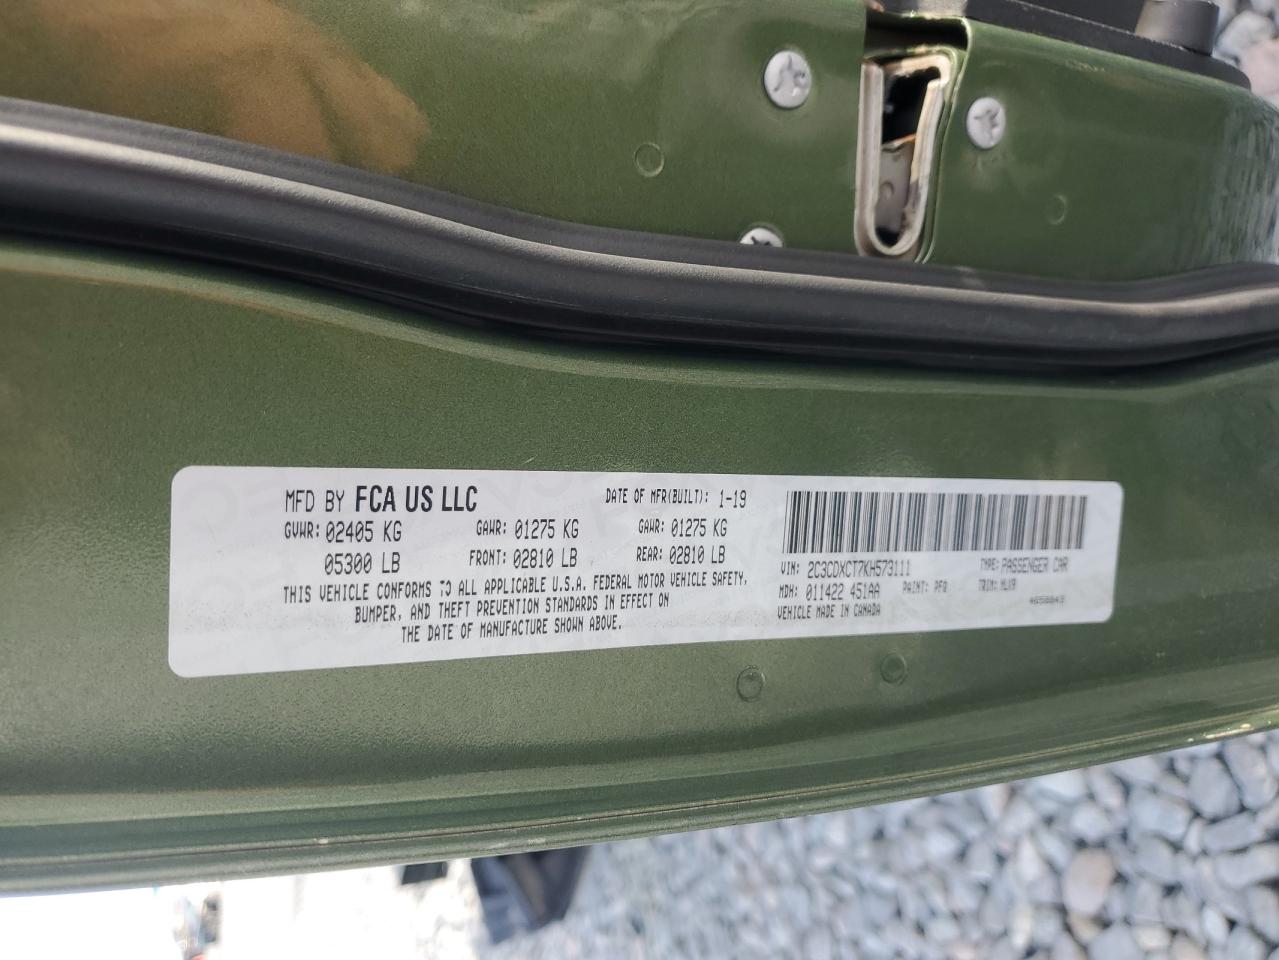 MFD BY FCA US LLC DATE OF MFR(BUILT): 1-19
GVWR: 02405 KG GAWR: 01275 KG GAWR: 01275 KG
05300 LB FRONT: 02810 LB REAR: 02810 LB
THIS VEHICLE CONFORMS TO ALL APPLICABLE U.S.A. FEDERAL MOTOR VEHICLE SAFETY,
BUMPER, AND THEFT PREVENTION STANDARDS IN EFFECT ON
THE DATE OF MANUFACTURE SHOWN ABOVE.
VIN: 2C3CDXCT7KH573111 TYPE: PASSENGER CAR
MDH: 011422 451AA PAINT: PFQ TRIM: HLX9
VEHICLE MADE IN CANADA